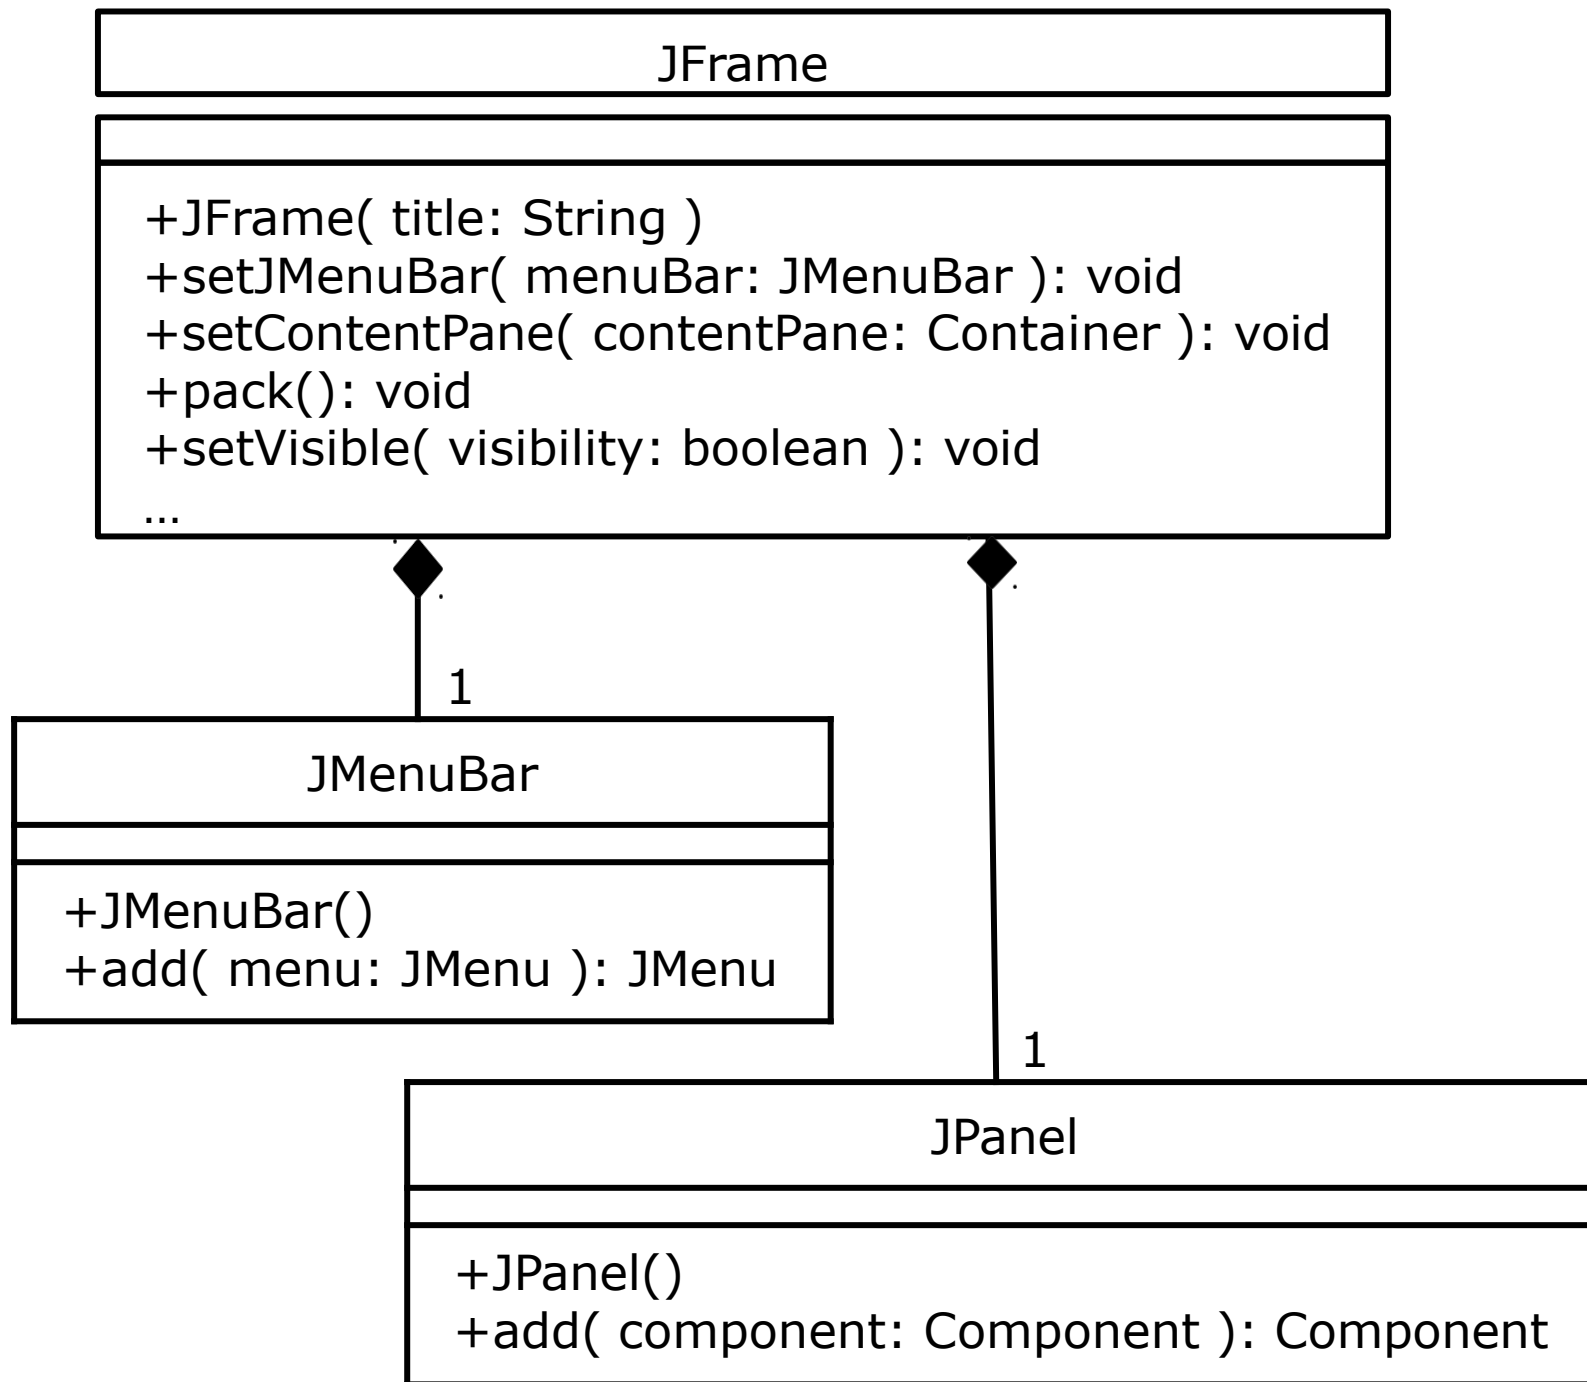 JFrame
+JFrame( title: String )
+setJMenuBar( menuBar: JMenuBar ): void
+setContentPane( contentPane: Container ): void
+pack(): void
+setVisible( visibility: boolean ): void
…
1
JMenuBar
+JMenuBar()
+add( menu: JMenu ): JMenu
1
JPanel
+JPanel()
+add( component: Component ): Component